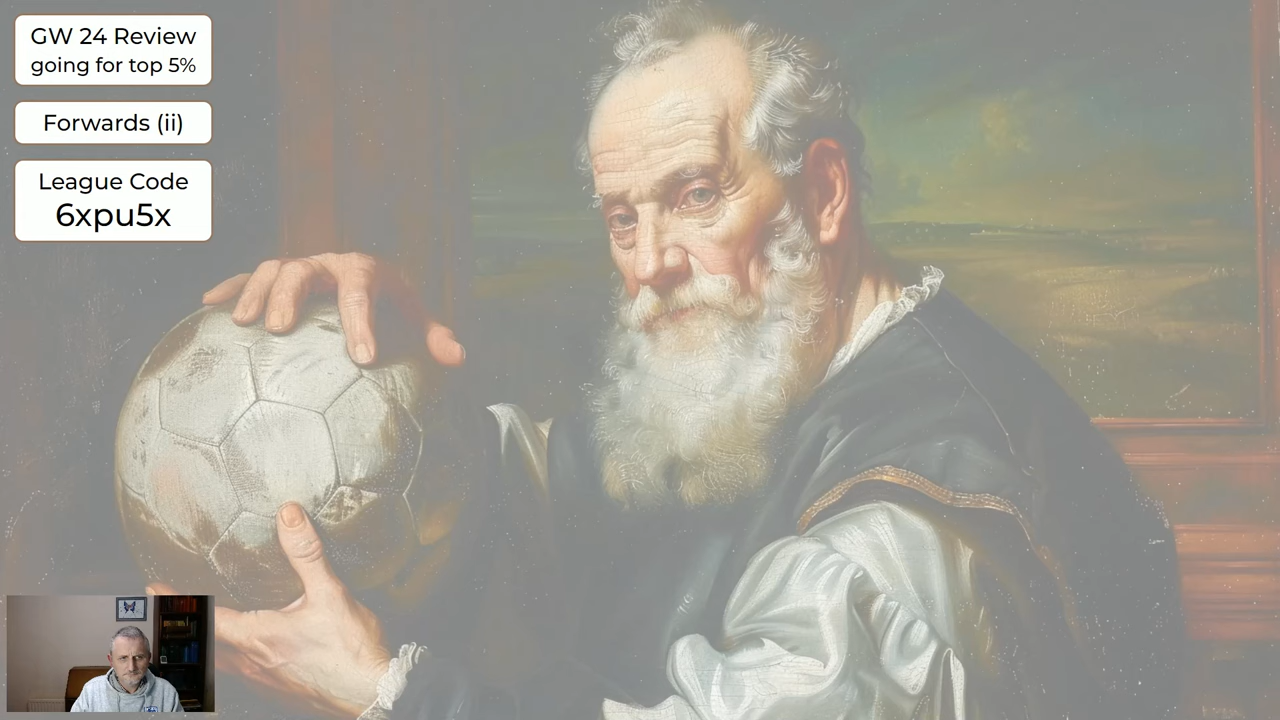 GW 24 Review
going for top 5%
Forwards (ii)
League Code
6xpu5x